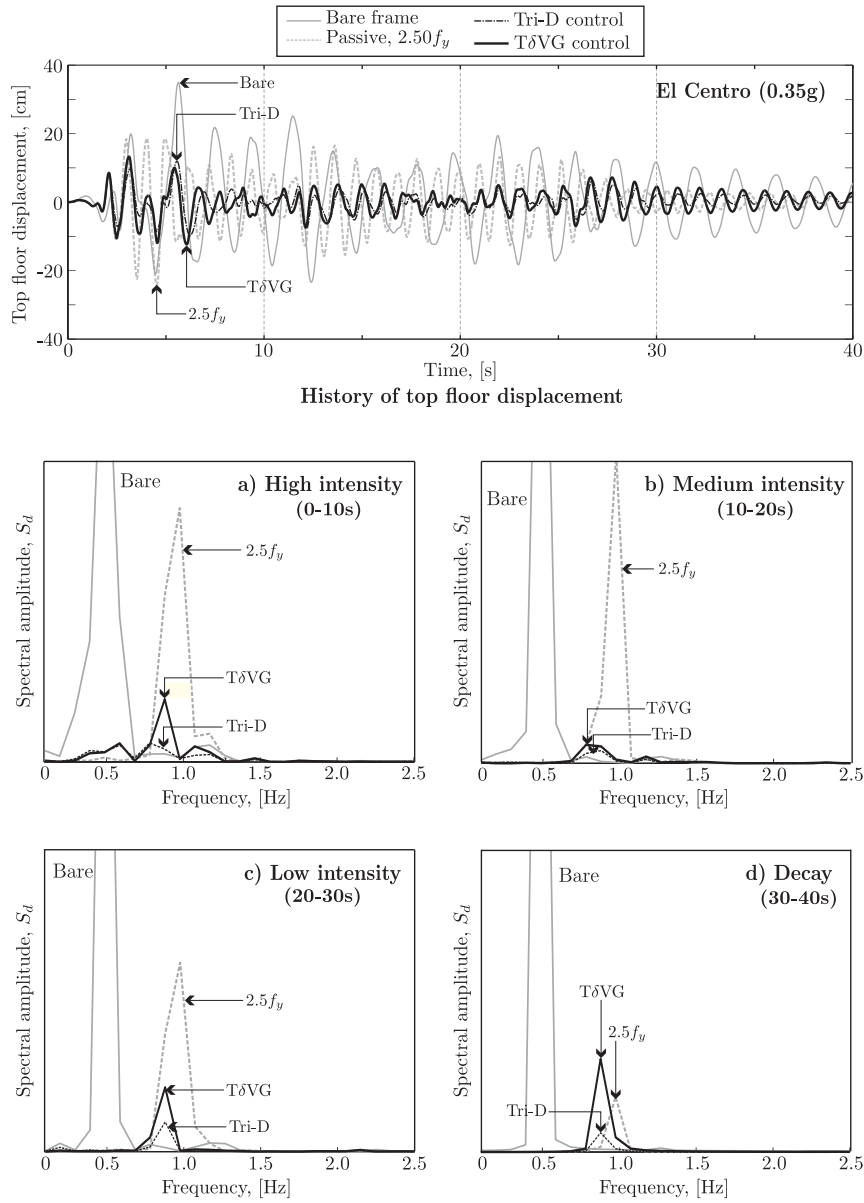 Bare frame
Passive, 2.50f_y
Tri-D control
TδVG control
El Centro (0.35g)
Bare
Tri-D
TδVG
2.5f_y
Top floor displacement, [cm]
40
20
0
-20
-40
0
10
20
30
40
Time, [s]
History of top floor displacement
a) High intensity
(0-10s)
Bare
2.5f_y
TδVG
Tri-D
Spectral amplitude, S_d
0
0.5
1.0
1.5
2.0
2.5
Frequency, [Hz]
b) Medium intensity
(10-20s)
Bare
2.5f_y
TδVG
Tri-D
Spectral amplitude, S_d
0
0.5
1.0
1.5
2.0
2.5
Frequency, [Hz]
c) Low intensity
(20-30s)
Bare
2.5f_y
TδVG
Tri-D
Spectral amplitude, S_d
0
0.5
1.0
1.5
2.0
2.5
Frequency, [Hz]
d) Decay
(30-40s)
Bare
TδVG
2.5f_y
Tri-D
Spectral amplitude, S_d
0
0.5
1.0
1.5
2.0
2.5
Frequency, [Hz]